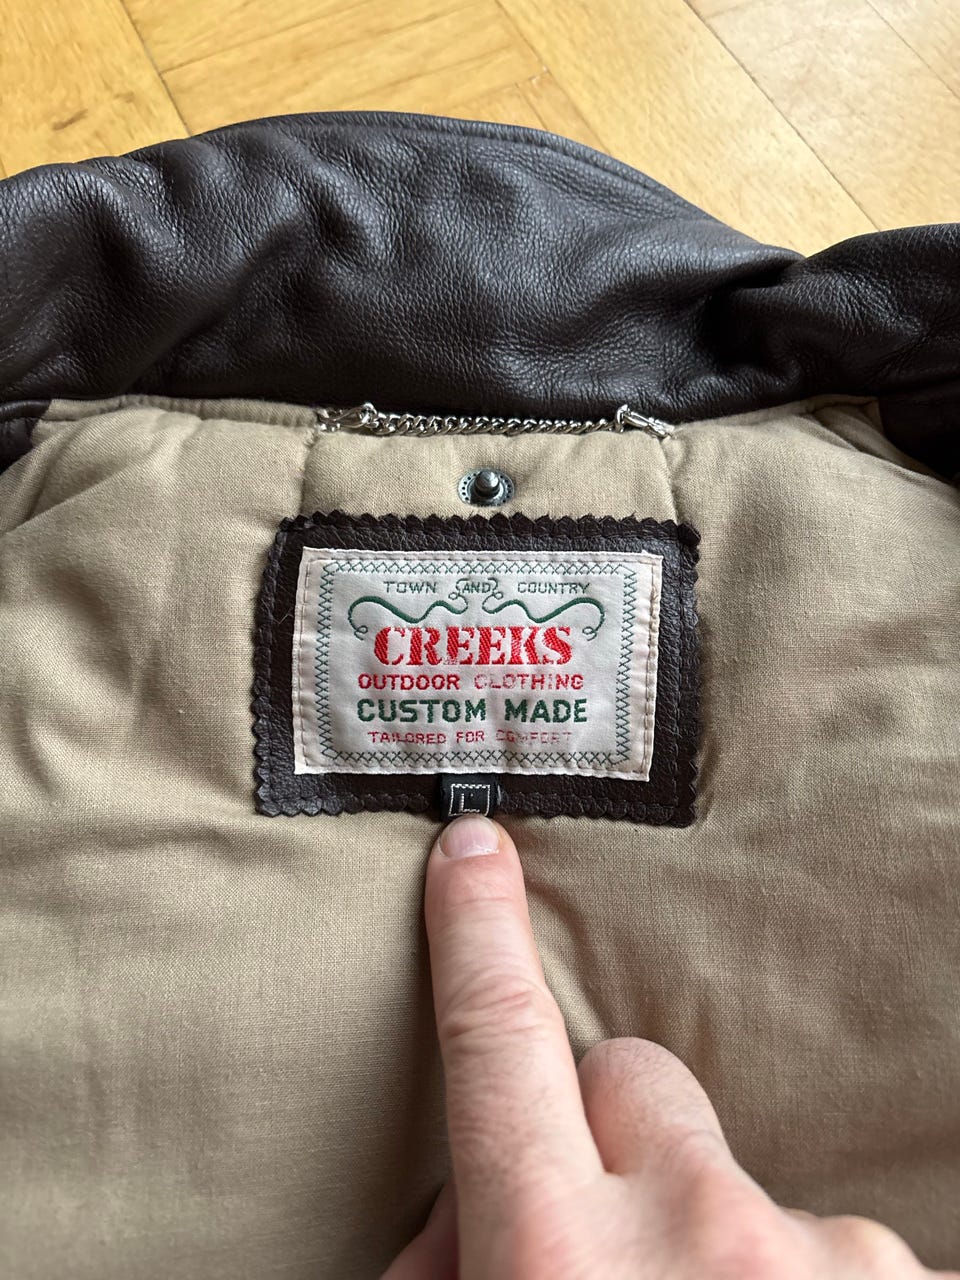 TOWN AND COUNTRY
CREEKS
OUTDOOR CLOTHING
CUSTOM MADE
TAILORED FOR COMFORT
L